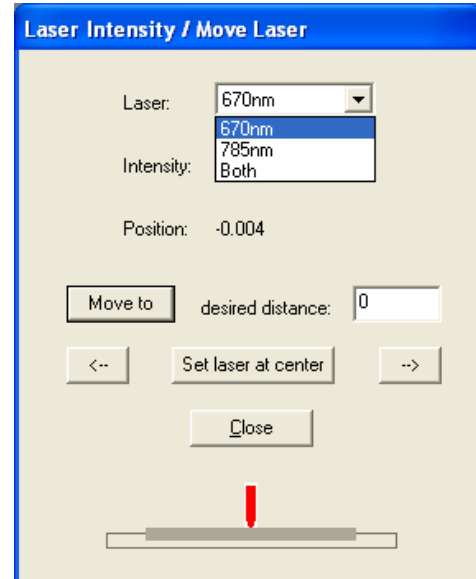 Laser Intensity / Move Laser
Laser: 670nm
670nm
785nm
Both
Intensity:
Position: -0.004
Move to desired distance: 0
<-- Set laser at center -->
Close